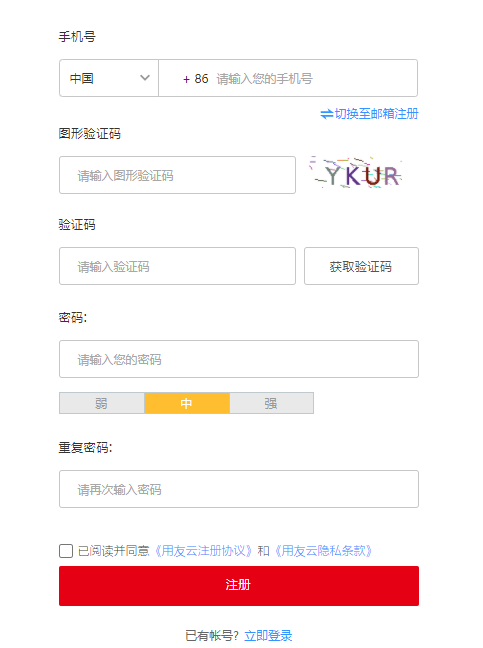 手机号
中国 + 86 请输入您的手机号
切换至邮箱注册
图形验证码
请输入图形验证码 YKUR
验证码
请输入验证码 获取验证码
密码:
请输入您的密码
弱 中 强
重复密码:
请再次输入密码
已阅读并同意《用友云注册协议》和《用友云隐私条款》
注册
已有帐号? 立即登录